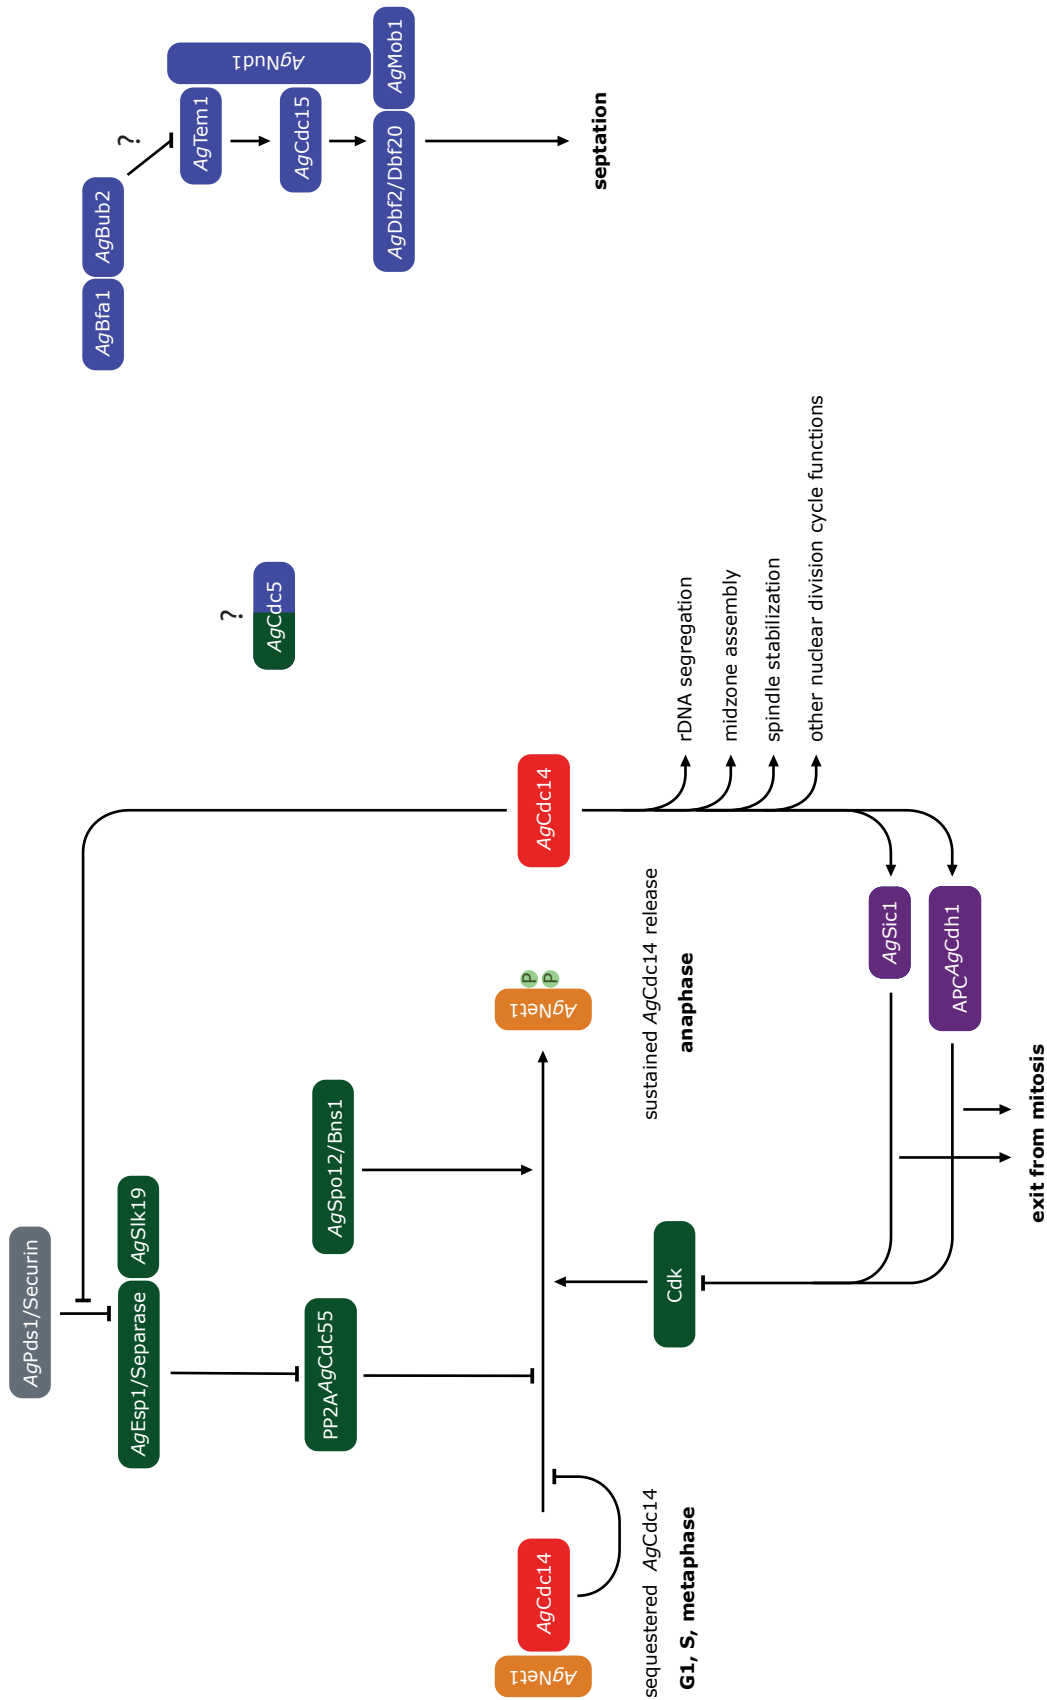 AgPds1/Securin
AgEsp1/Separase
AgSlk19
PP2AAgCdc55
AgSpo12/Bns1
AgNet1
AgCdc14
sequestered AgCdc14
G1, S, metaphase
AgNet1
P
P
sustained AgCdc14 release
anaphase
AgCdc14
Cdk
AgSic1
APCAgCdh1
exit from mitosis
rDNA segregation
midzone assembly
spindle stabilization
other nuclear division cycle functions
?
AgCdc5
AgBfa1
AgBub2
?
AgTem1
AgNud1
AgCdc15
AgDbf2/Dbf20
AgMob1
septation